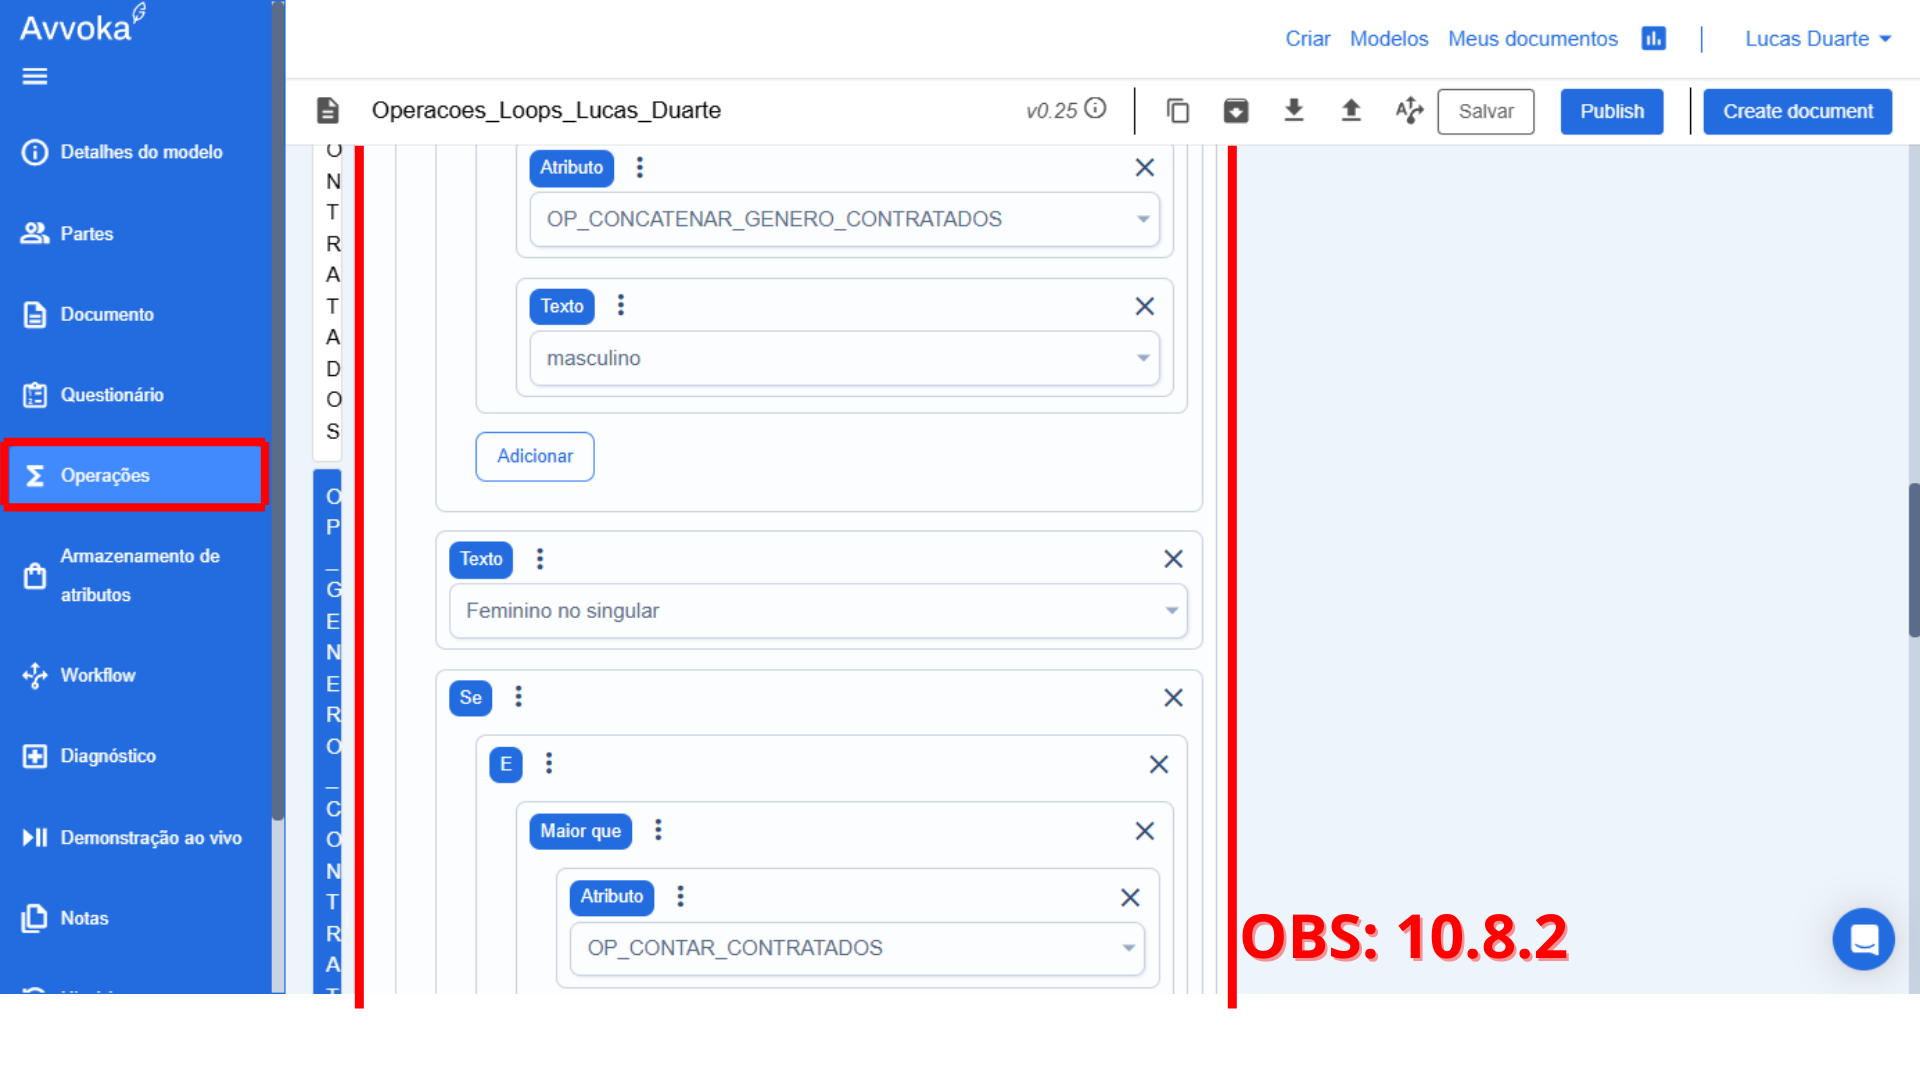 Avvoka
Criar Modelos Meus documentos Lucas Duarte
Operacoes_Loops_Lucas_Duarte v0.25 Salvar Publish Create document
Detalhes do modelo
Partes
Documento
Questionário
Operações
Armazenamento de
atributos
Workflow
Diagnóstico
Demonstração ao vivo
Notas
O
N
T
R
A
T
A
D
O
S
O
P
_
G
E
N
E
R
O
_
C
O
N
T
R
A
T
Atributo
OP_CONCATENAR_GENERO_CONTRATADOS
Texto
masculino
Adicionar
Texto
Feminino no singular
Se
E
Maior que
Atributo
OP_CONTAR_CONTRATADOS
OBS: 10.8.2